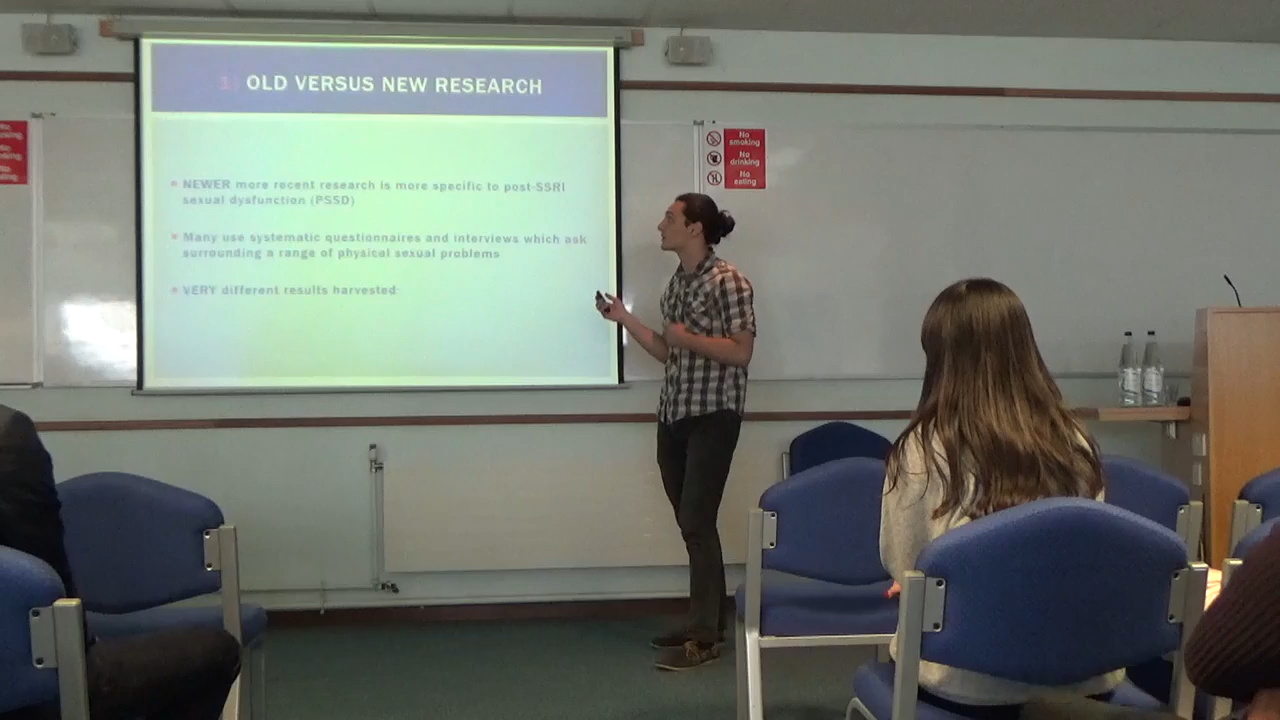 1) OLD VERSUS NEW RESEARCH
NEWER more recent research is more specific to post-SSRI
sexual dysfunction (PSSD)
Many use systematic questionnaires and interviews which ask
surrounding a range of physical sexual problems
VERY different results harvested
No
smoking
No
drinking
No
eating